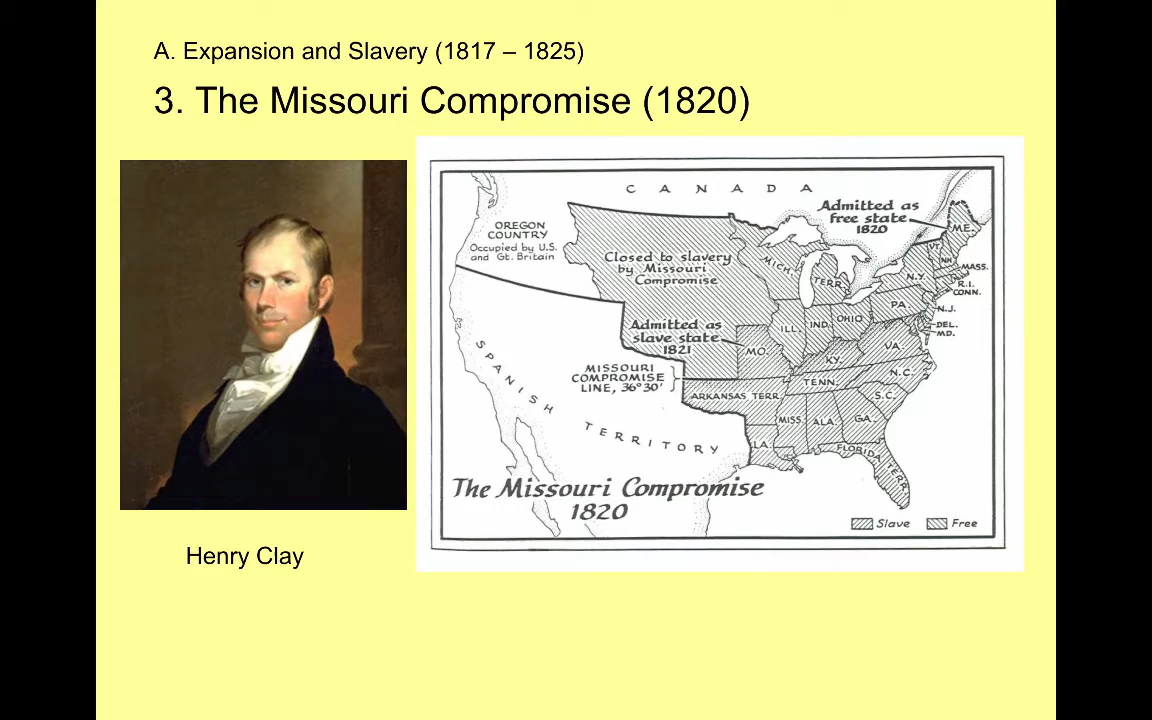 A. Expansion and Slavery (1817 – 1825)
3. The Missouri Compromise (1820)
CANADA
Admitted as
free state
1820
ME.
OREGON
COUNTRY
Occupied by U.S.
and Gt. Britain
VT.
NH
MASS.
Closed to slavery
by Missouri
Compromise
MICH.
TERR.
N.Y.
R.I.
CONN.
PA.
N.J.
DEL.
MD.
Admitted as
slave state
1821
MO.
ILL.
IND.
OHIO
VA.
KY.
SPANISH
TERRITORY
MISSOURI
COMPROMISE
LINE, 36°30'
ARKANSAS TERR.
TENN.
N.C.
S.C.
MISS.
ALA.
GA.
LA.
FLORIDA TERR.
The Missouri Compromise
1820
Slave
Free
Henry Clay